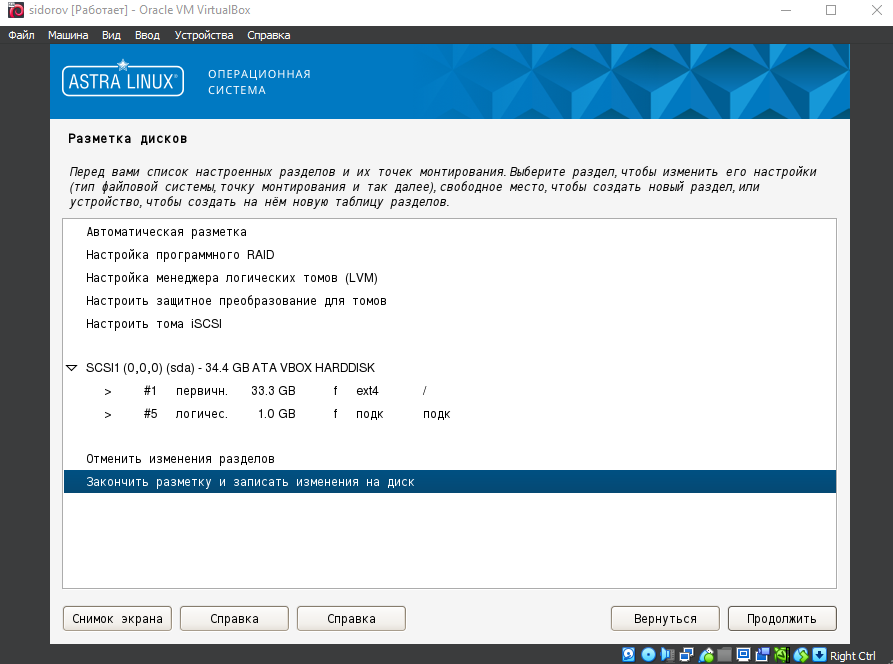 sidorov [Работает] - Oracle VM VirtualBox
Файл Машина Вид Ввод Устройства Справка
ASTRA LINUX®
ОПЕРАЦИОННАЯ
СИСТЕМА
Разметка дисков
Перед вами список настроенных разделов и их точек монтирования. Выберите раздел, чтобы изменить его настройки
(тип файловой системы, точку монтирования и так далее), свободное место, чтобы создать новый раздел, или
устройство, чтобы создать на нём новую таблицу разделов.
Автоматическая разметка
Настройка программного RAID
Настройка менеджера логических томов (LVM)
Настроить защитное преобразование для томов
Настроить тома iSCSI
SCSI1 (0,0,0) (sda) - 34.4 GB ATA VBOX HARDDISK
> #1 первичн. 33.3 GB f ext4 /
> #5 логичес. 1.0 GB f подк подк
Отменить изменения разделов
Закончить разметку и записать изменения на диск
Снимок экрана Справка Справка Вернуться Продолжить
Right Ctrl